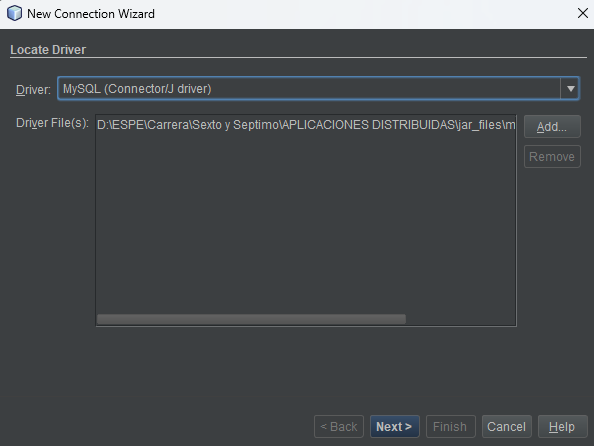 New Connection Wizard
Locate Driver
Driver: MySQL (Connector/J driver)
Driver File(s): D:\ESPE\Carrera\Sexto y Septimo\APLICACIONES DISTRIBUIDAS\jar_files\m
Add...
Remove
< Back Next > Finish Cancel Help